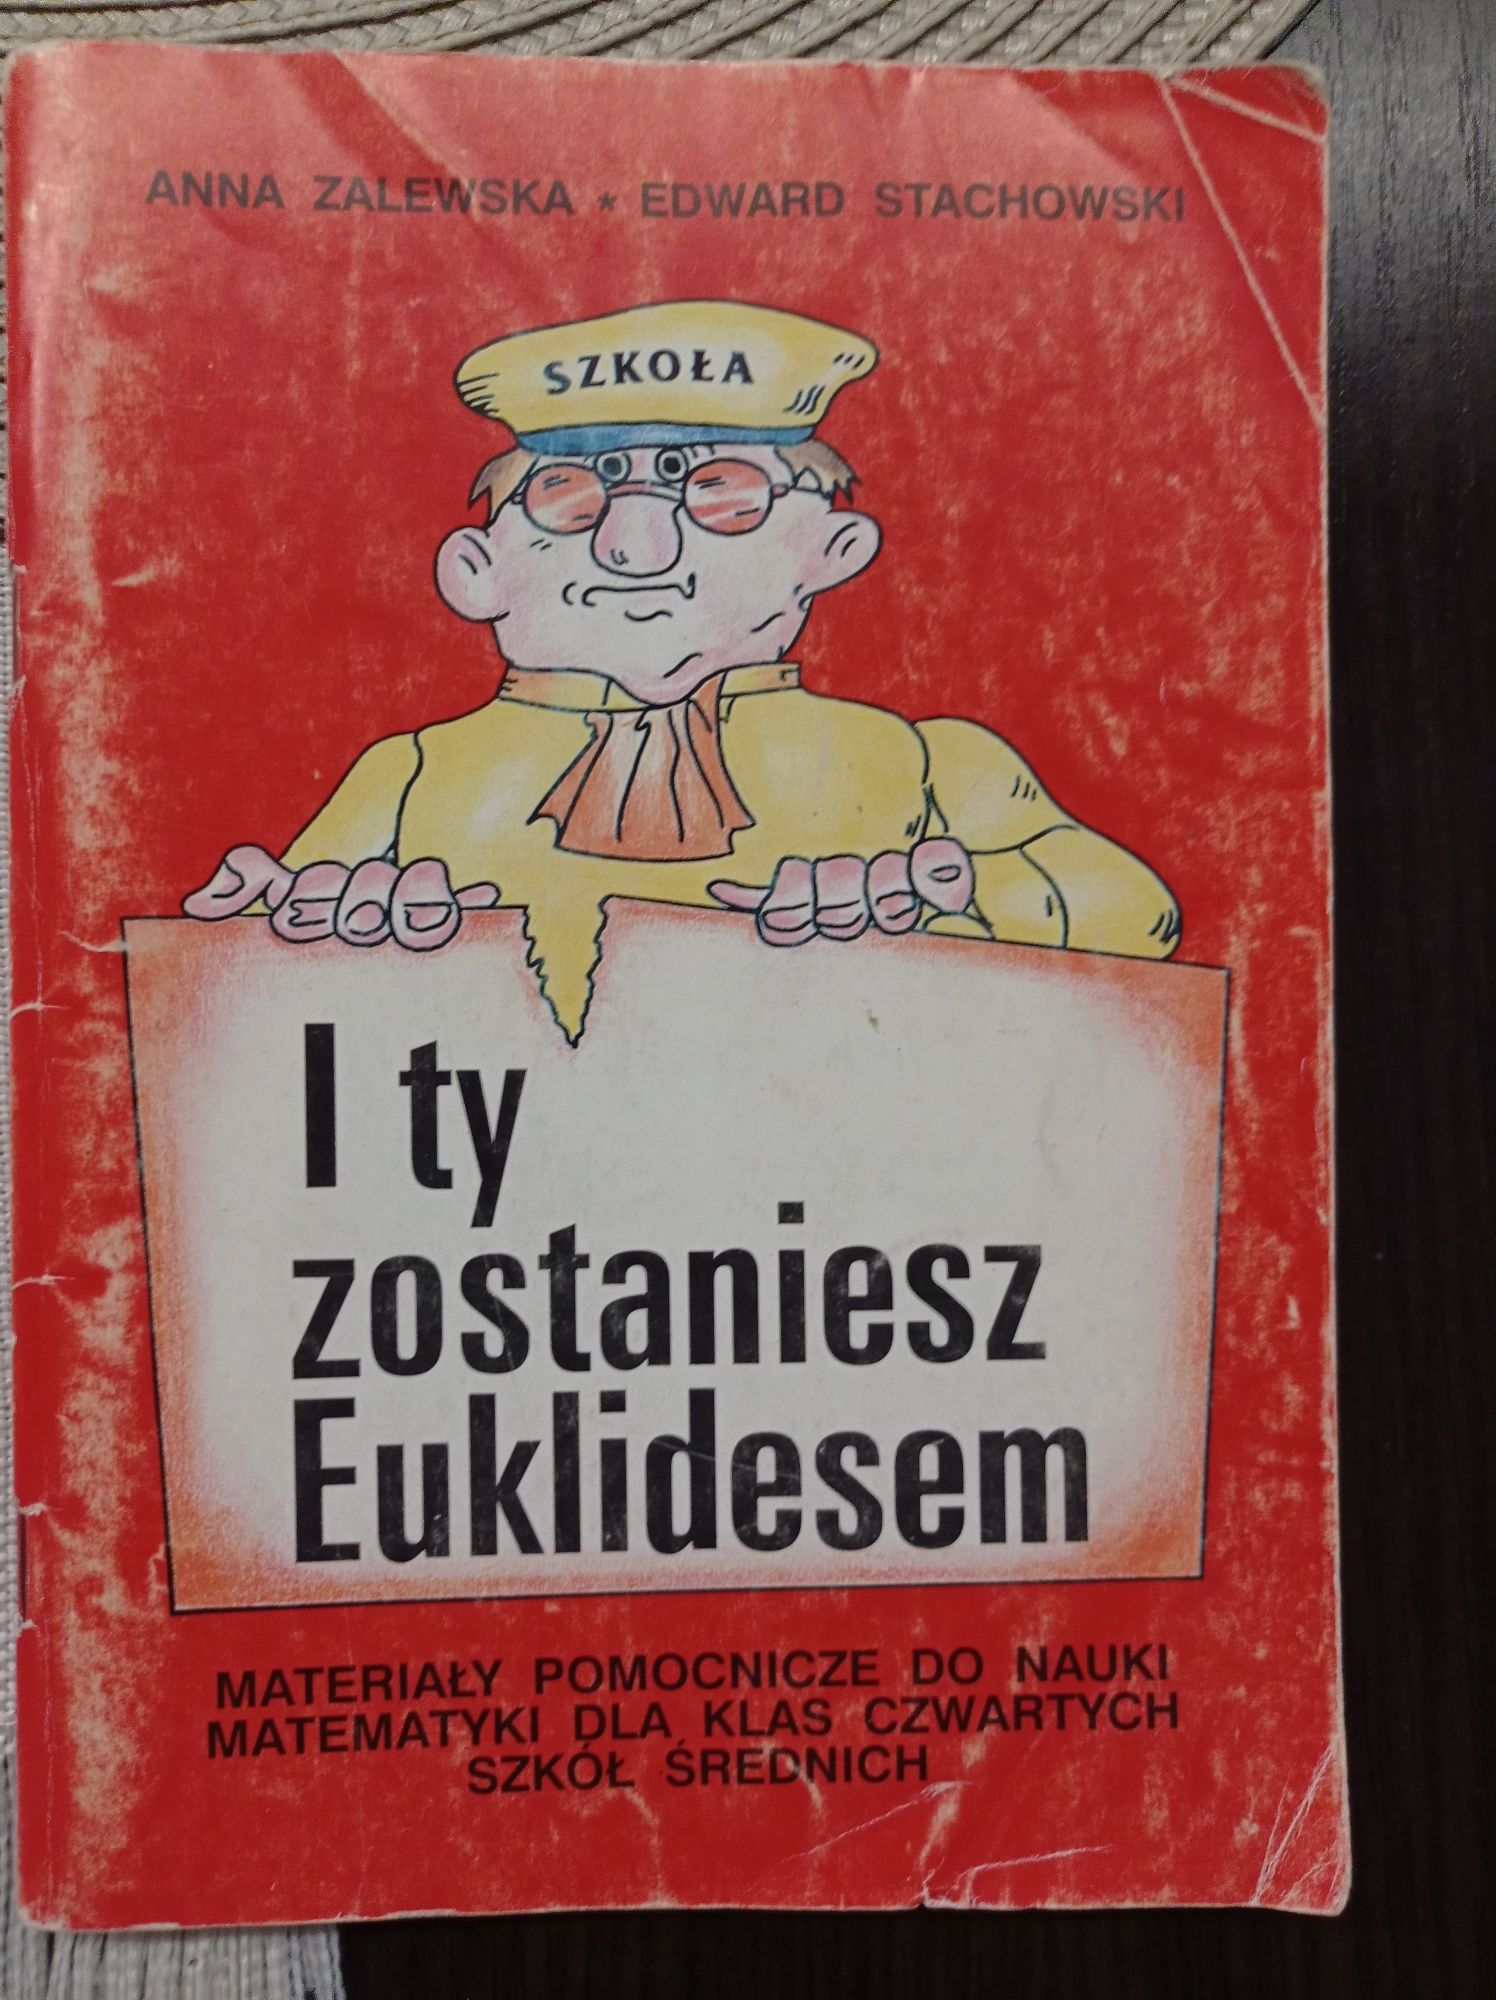 ANNA ZALEWSKA * EDWARD STACHOWSKI
SZKOŁA
I ty
zostaniesz
Euklidesem
MATERIAŁY POMOCNICZE DO NAUKI
MATEMATYKI DLA KLAS CZWARTYCH
SZKÓŁ ŚREDNICH